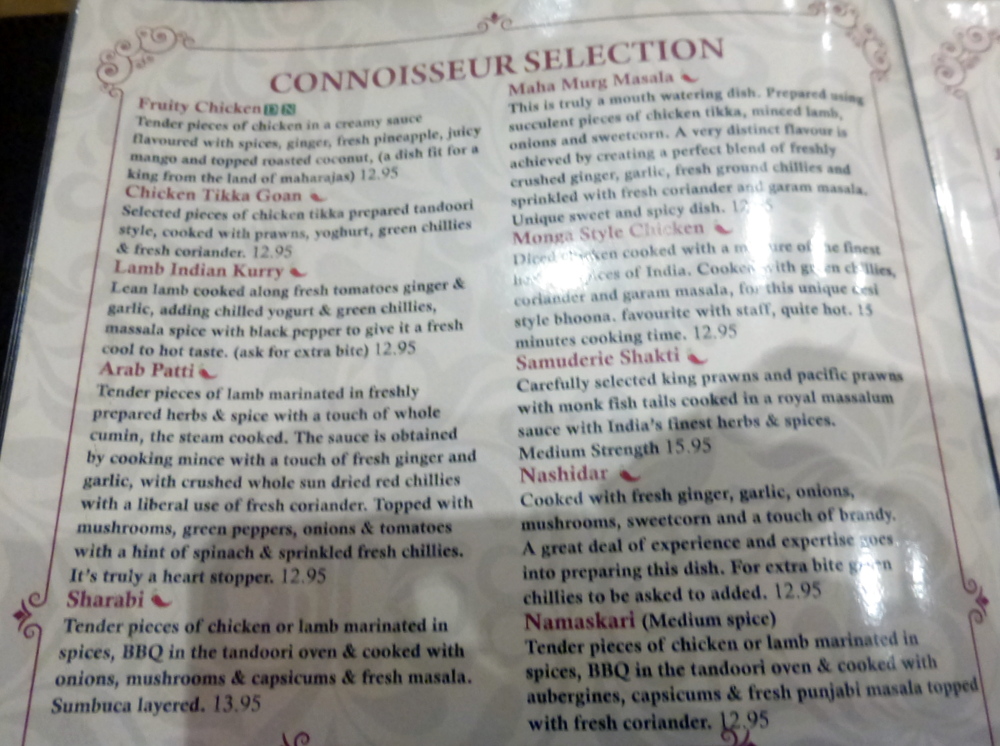 CONNOISSEUR SELECTION
Fruity Chicken D N
Tender pieces of chicken in a creamy sauce
flavoured with spices, ginger, fresh pineapple, juicy
mango and topped roasted coconut, (a dish fit for a
king from the land of maharajas) 12.95
Chicken Tikka Goan
Selected pieces of chicken tikka prepared tandoori
style, cooked with prawns, yoghurt, green chillies
& fresh coriander. 12.95
Lamb Indian Kurry
Lean lamb cooked along fresh tomatoes ginger &
garlic, adding chilled yogurt & green chillies,
massala spice with black pepper to give it a fresh
cool to hot taste. (ask for extra bite) 12.95
Arab Patti
Tender pieces of lamb marinated in freshly
prepared herbs & spice with a touch of whole
cumin, the steam cooked. The sauce is obtained
by cooking mince with a touch of fresh ginger and
garlic, with crushed whole sun dried red chillies
with a liberal use of fresh coriander. Topped with
mushrooms, green peppers, onions & tomatoes
with a hint of spinach & sprinkled fresh chillies.
It's truly a heart stopper. 12.95
Sharabi
Tender pieces of chicken or lamb marinated in
spices, BBQ in the tandoori oven & cooked with
onions, mushrooms & capsicums & fresh masala.
Sumbuca layered. 13.95
Maha Murg Masala
This is truly a mouth watering dish. Prepared using
succulent pieces of chicken tikka, minced lamb,
onions and sweetcorn. A very distinct flavour is
achieved by creating a perfect blend of freshly
crushed ginger, garlic, fresh ground chillies and
sprinkled with fresh coriander and garam masala.
Unique sweet and spicy dish.
Monga Style Chicken
Diced chicken cooked with a mixture of the finest
of India. Cooked with green chillies,
coriander and garam masala, for this unique desi
style bhoona. favourite with staff, quite hot. 15
minutes cooking time. 12.95
Samuderie Shakti
Carefully selected king prawns and pacific prawns
with monk fish tails cooked in a royal massalum
sauce with India's finest herbs & spices.
Medium Strength 15.95
Nashidar
Cooked with fresh ginger, garlic, onions,
mushrooms, sweetcorn and a touch of brandy.
A great deal of experience and expertise goes
into preparing this dish. For extra bite green
chillies to be asked to added. 12.95
Namaskari (Medium spice)
Tender pieces of chicken or lamb marinated in
spices, BBQ in the tandoori oven & cooked with
aubergines, capsicums & fresh punjabi masala topped
with fresh coriander. 12.95